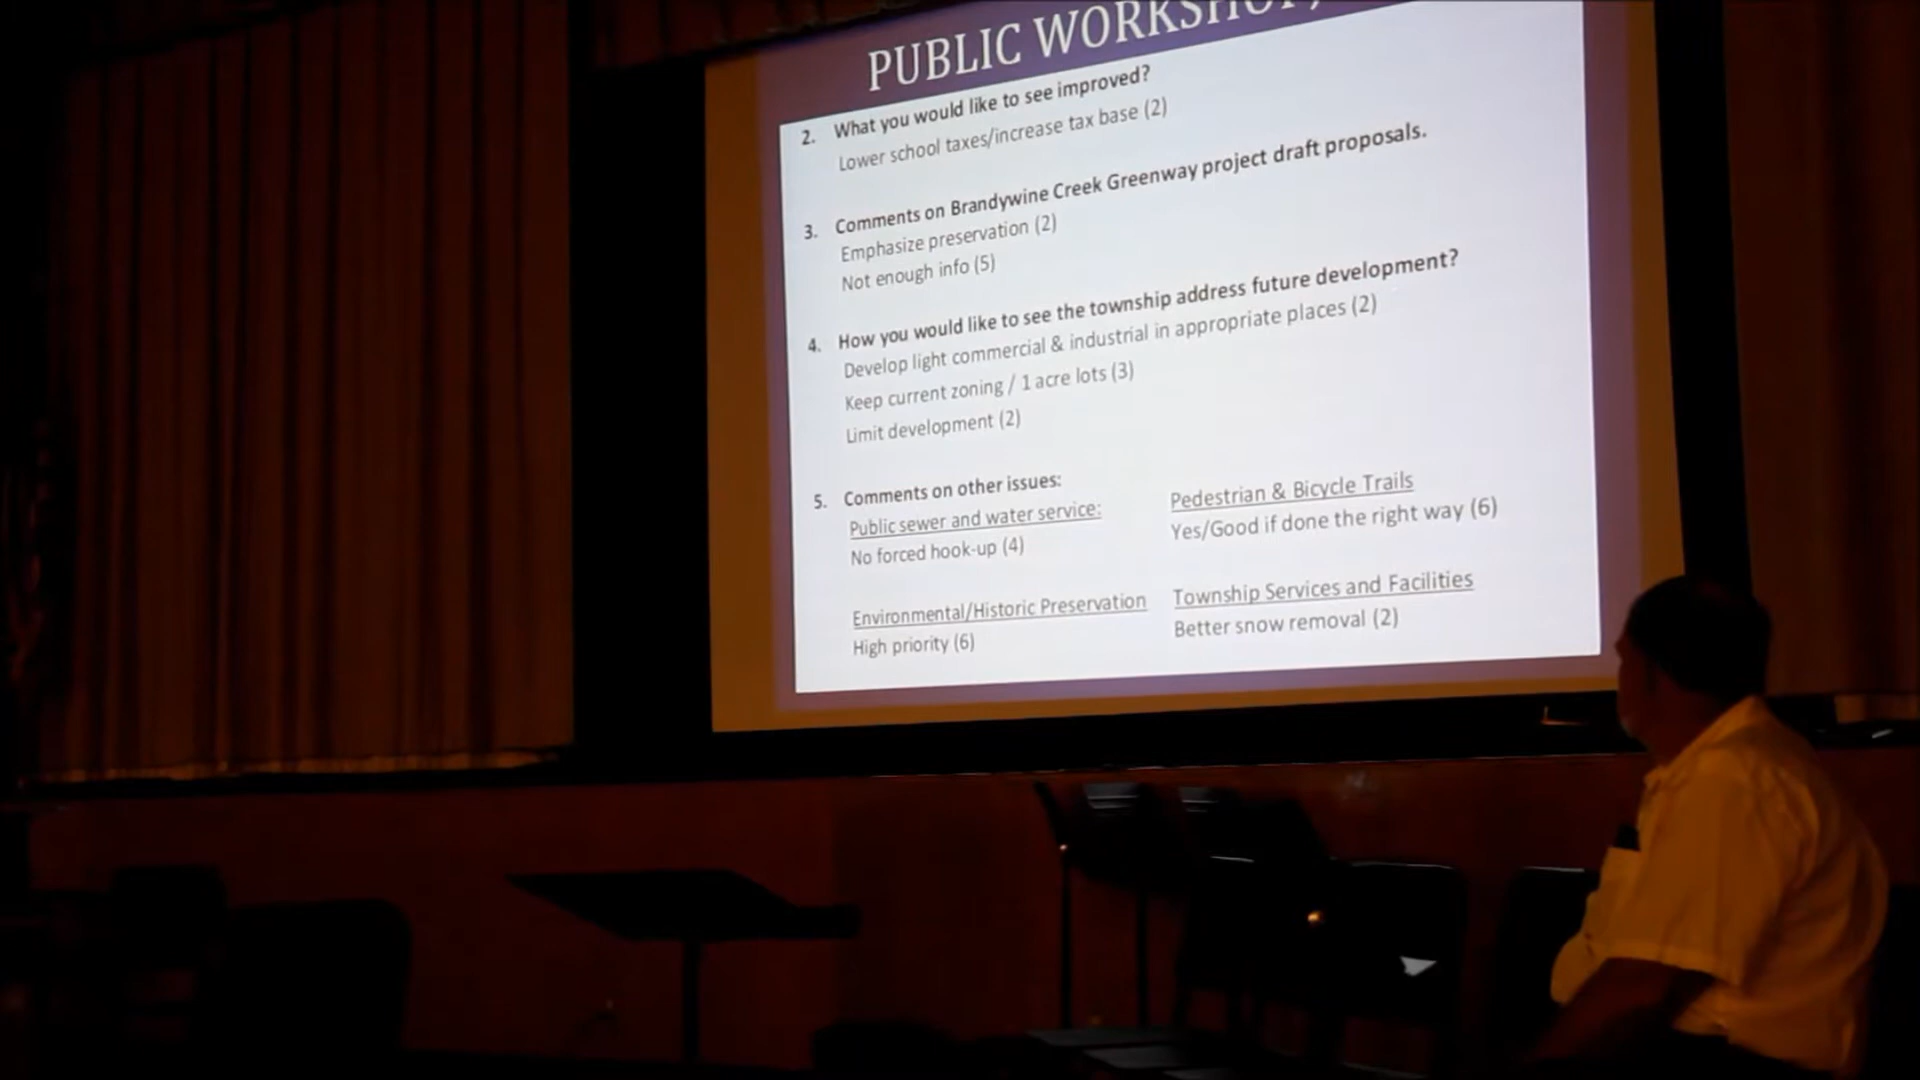 PUBLIC WORKSHOP,
2. What you would like to see improved?
Lower school taxes/increase tax base (2)
3. Comments on Brandywine Creek Greenway project draft proposals.
Emphasize preservation (2)
Not enough info (5)
4. How you would like to see the township address future development?
Develop light commercial & industrial in appropriate places (2)
Keep current zoning / 1 acre lots (3)
Limit development (2)
5. Comments on other issues:
Public sewer and water service:
No forced hook-up (4)
Pedestrian & Bicycle Trails
Yes/Good if done the right way (6)
Environmental/Historic Preservation
High priority (6)
Township Services and Facilities
Better snow removal (2)